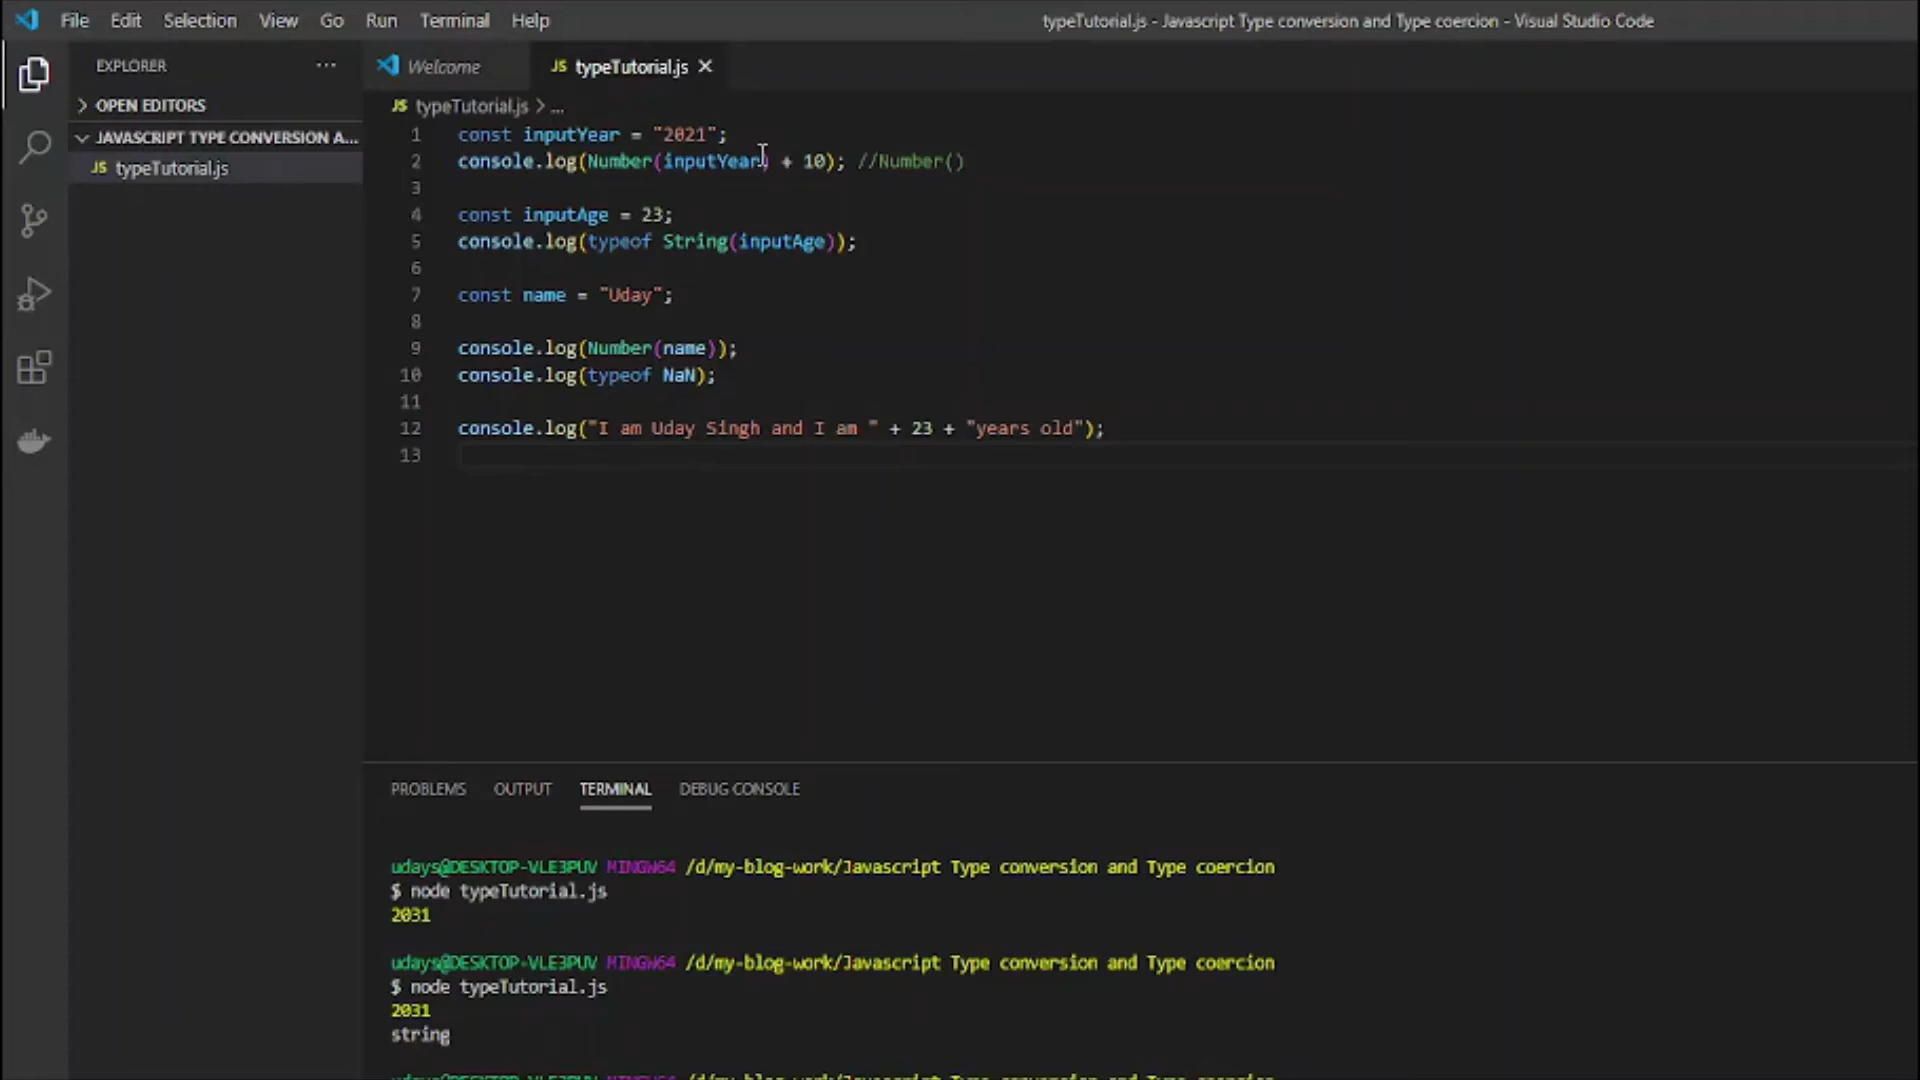 File Edit Selection View Go Run Terminal Help
typeTutorial.js - Javascript Type conversion and Type coercion - Visual Studio Code
EXPLORER ...
OPEN EDITORS
JAVASCRIPT TYPE CONVERSION A...
JS typeTutorial.js
Welcome
JS typeTutorial.js
JS typeTutorial.js > ...
1 const inputYear = "2021";
2 console.log(Number(inputYear) + 10); //Number()
3
4 const inputAge = 23;
5 console.log(typeof String(inputAge));
6
7 const name = "Uday";
8
9 console.log(Number(name));
10 console.log(typeof NaN);
11
12 console.log("I am Uday Singh and I am " + 23 + "years old");
13
PROBLEMS OUTPUT TERMINAL DEBUG CONSOLE
udays@DESKTOP-VLE3PUV MINGW64 /d/my-blog-work/Javascript Type conversion and Type coercion
$ node typeTutorial.js
2031
udays@DESKTOP-VLE3PUV MINGW64 /d/my-blog-work/Javascript Type conversion and Type coercion
$ node typeTutorial.js
2031
string